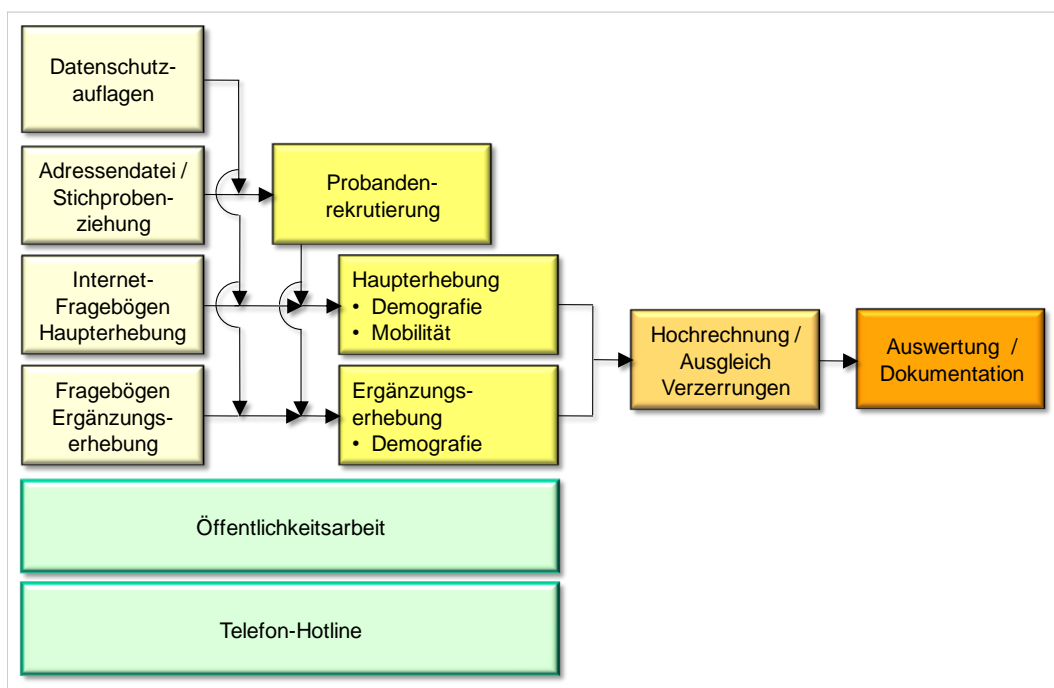 Datenschutz-
auflagen
Adressendatei /
Stichproben-
ziehung
Probanden-
rekrutierung
Internet-
Fragebögen
Haupterhebung
Haupterhebung
• Demografie
• Mobilität
Fragebögen
Ergänzungs-
erhebung
Ergänzungs-
erhebung
• Demografie
Hochrechnung /
Ausgleich
Verzerrungen
Auswertung /
Dokumentation
Öffentlichkeitsarbeit
Telefon-Hotline